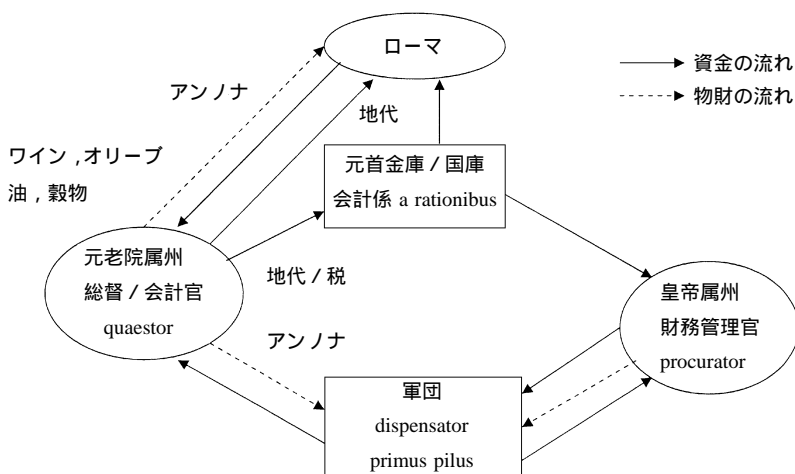 ローマ
資金の流れ
物財の流れ
アンノナ
地代
ワイン，オリーブ
油，穀物
元首金庫／国庫
会計係 a rationibus
元老院属州
総督／会計官
quaestor
地代／税
皇帝属州
財務管理官
procurator
アンノナ
軍団
dispensator
primus pilus